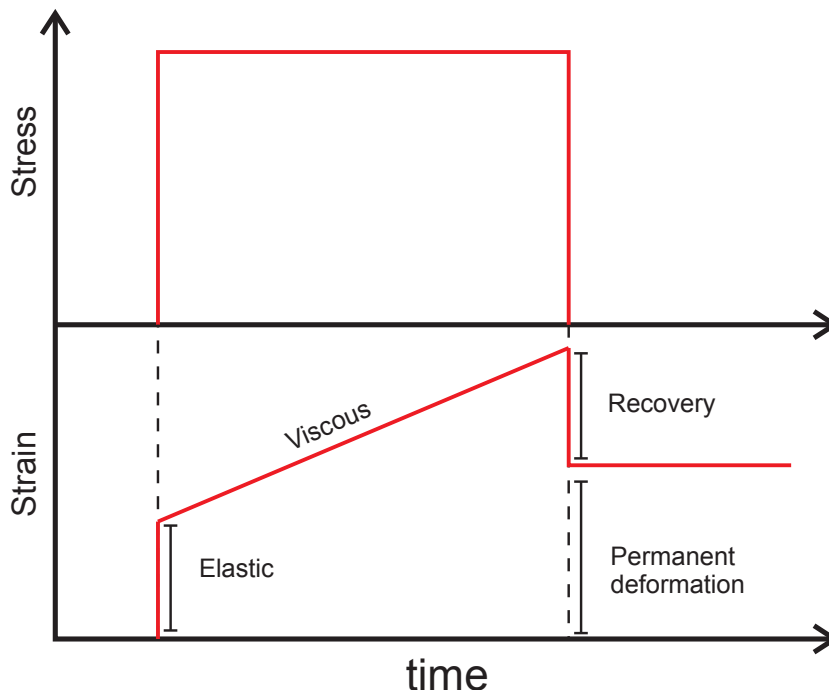 Stress
Strain
Viscous
Elastic
Recovery
Permanent
deformation
time